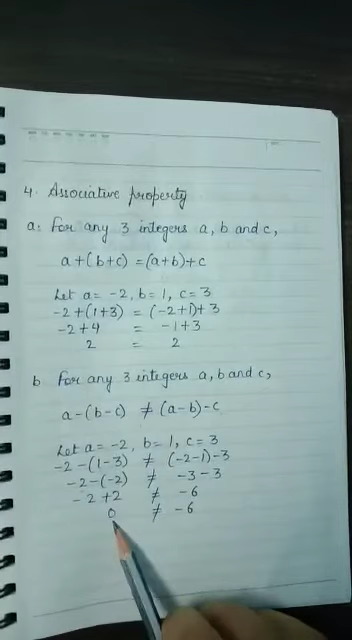 4. Associative property
a. For any 3 integers a, b and c,
a+(b+c) = (a+b)+c
Let a = -2, b = 1, c = 3
-2+(1+3) = (-2+1)+3
-2+4 = -1+3
2 = 2
b For any 3 integers a, b and c,
a-(b-c) ≠ (a-b)-c
Let a = -2, b = 1, c = 3
-2-(1-3) ≠ (-2-1)-3
-2-(-2) ≠ -3-3
-2+2 ≠ -6
0 ≠ -6